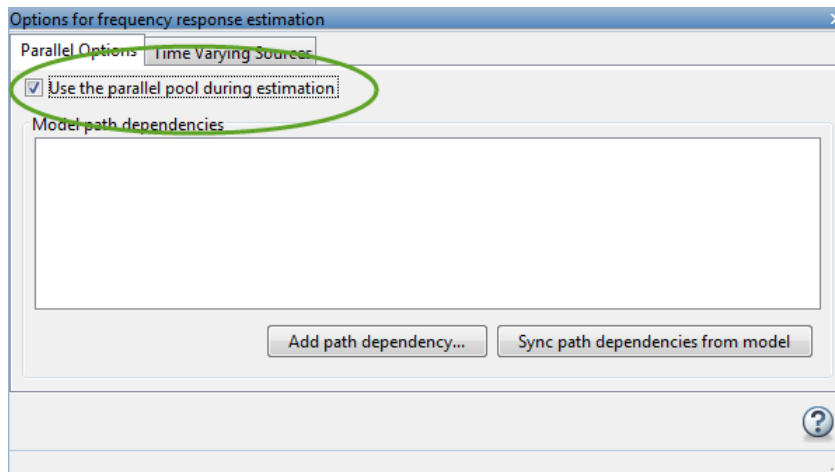 Options for frequency response estimation
Parallel Options Time Varying Sources
Use the parallel pool during estimation
Model path dependencies
Add path dependency... Sync path dependencies from model
?